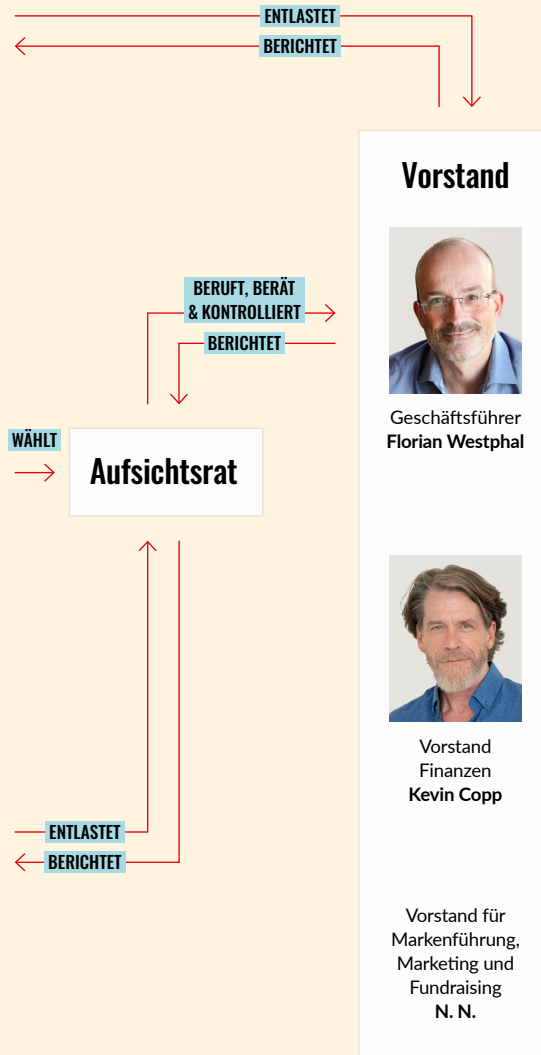 ENTLASTET
BERICHTET
Vorstand
BERUFT, BERÄT
& KONTROLLIERT
BERICHTET
Geschäftsführer
Florian Westphal
WÄHLT
Aufsichtsrat
Vorstand
Finanzen
Kevin Copp
ENTLASTET
BERICHTET
Vorstand für
Markenführung,
Marketing und
Fundraising
N. N.